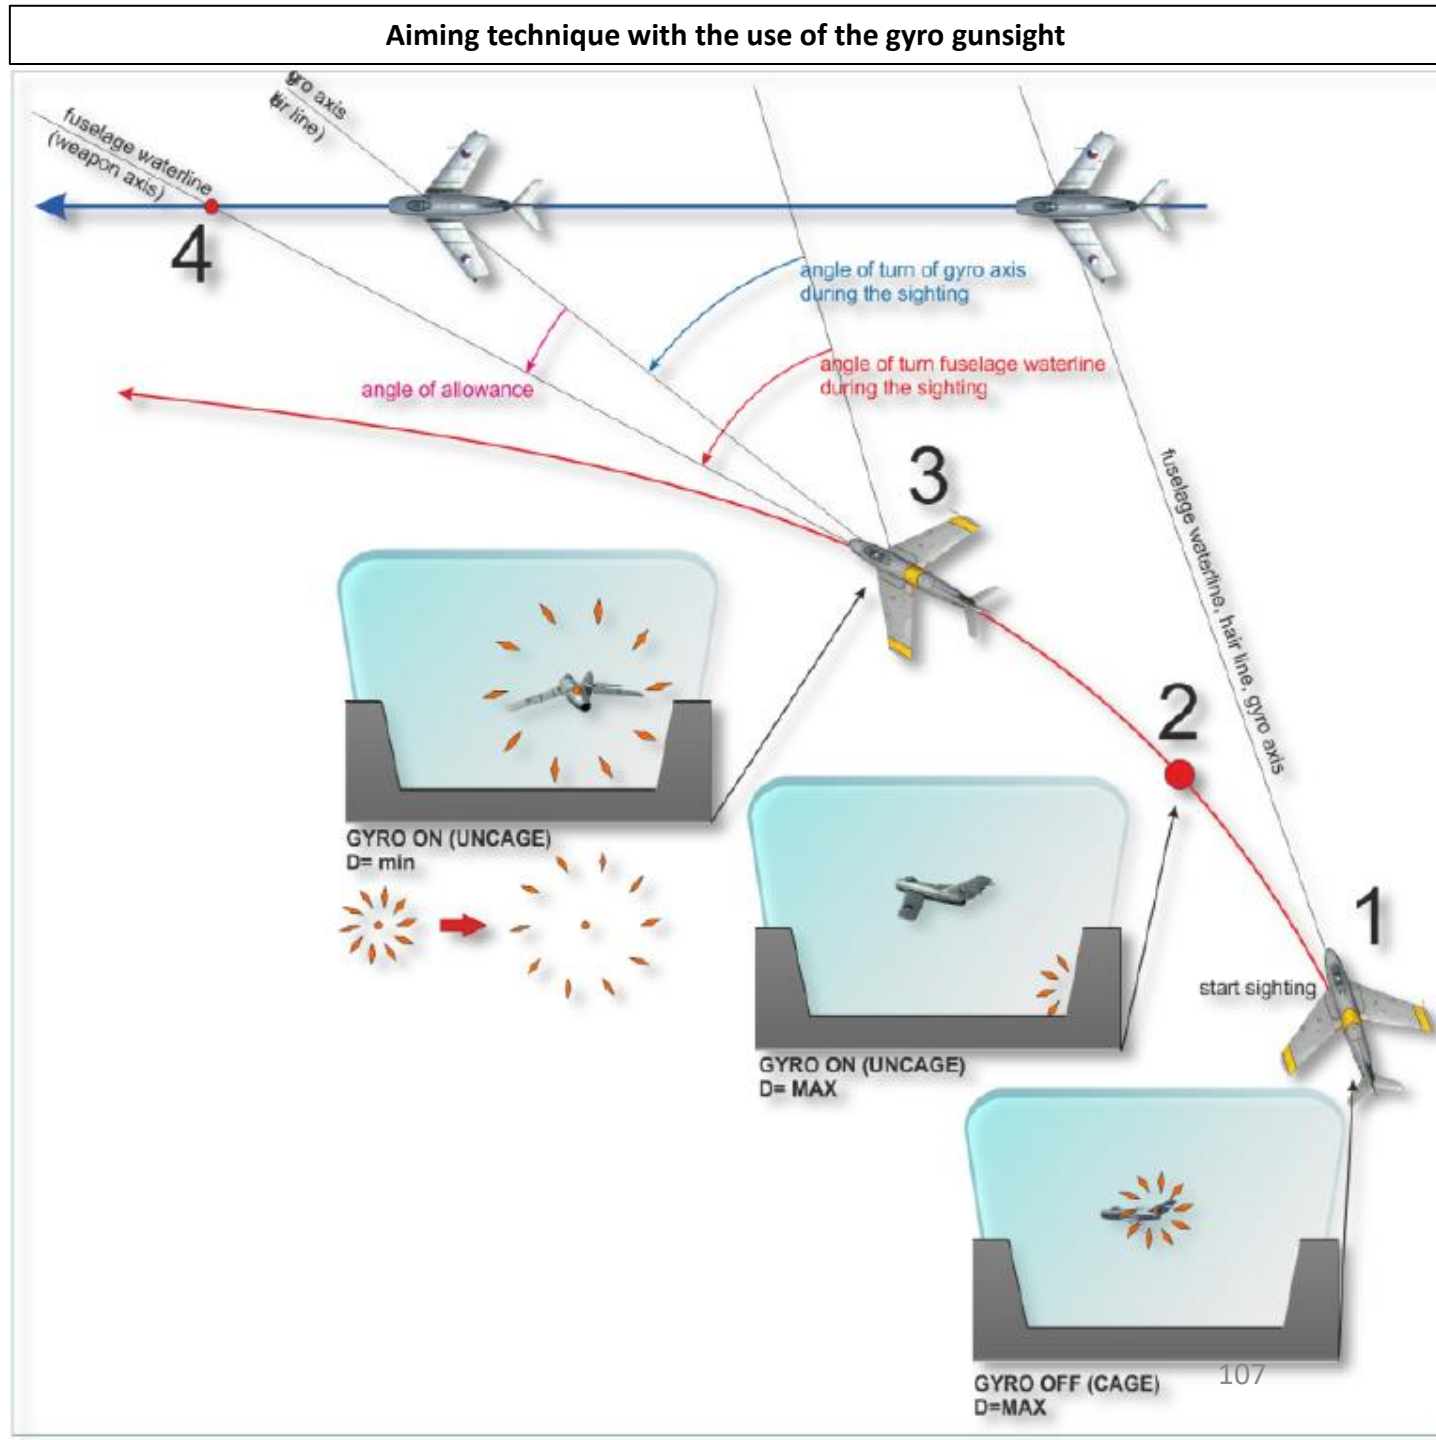 Aiming technique with the use of the gyro gunsight
gyro axis
line)
fuselage waterline
(weapon axis)
4
angle of turn of gyro axis
during the sighting
angle of turn fuselage waterline
during the sighting
angle of allowance
3
fuselage waterline, hair line, gyro axis
2
GYRO ON (UNCAGE)
D= min
1
start sighting
GYRO ON (UNCAGE)
D= MAX
GYRO OFF (CAGE)
D=MAX
107